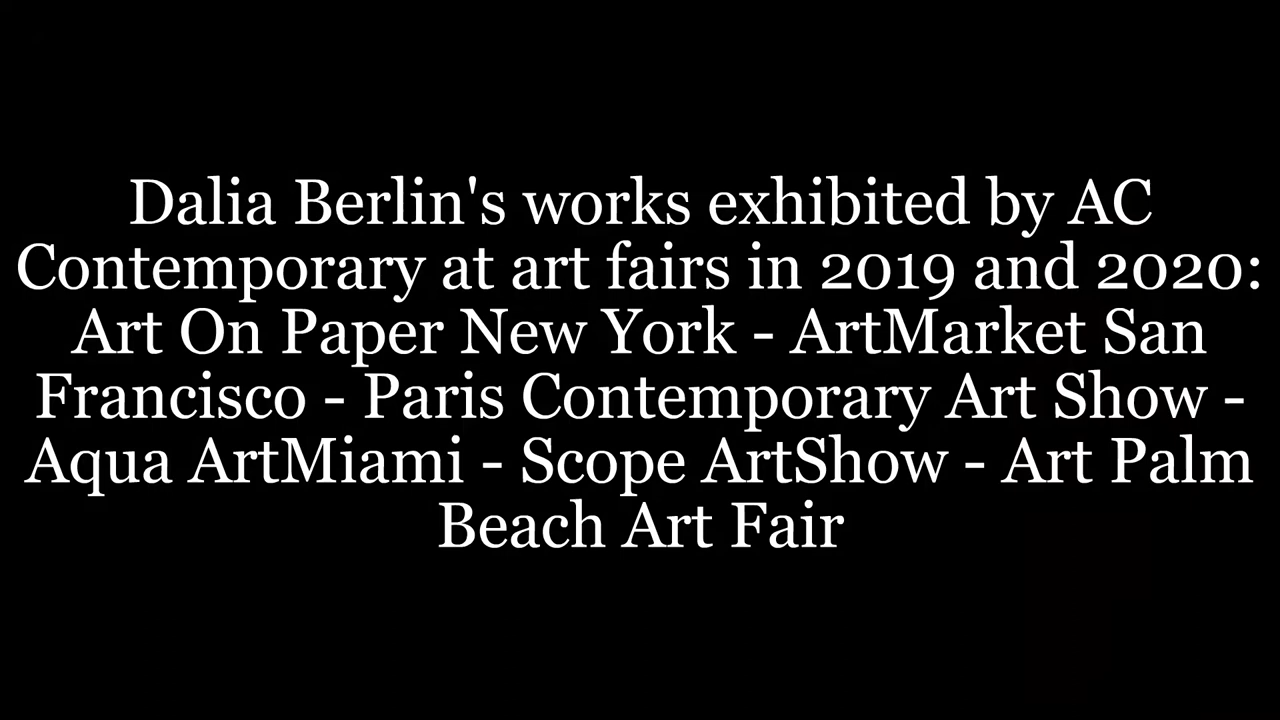 Dalia Berlin's works exhibited by AC
Contemporary at art fairs in 2019 and 2020:
Art On Paper New York - ArtMarket San
Francisco - Paris Contemporary Art Show -
Aqua ArtMiami - Scope ArtShow - Art Palm
Beach Art Fair